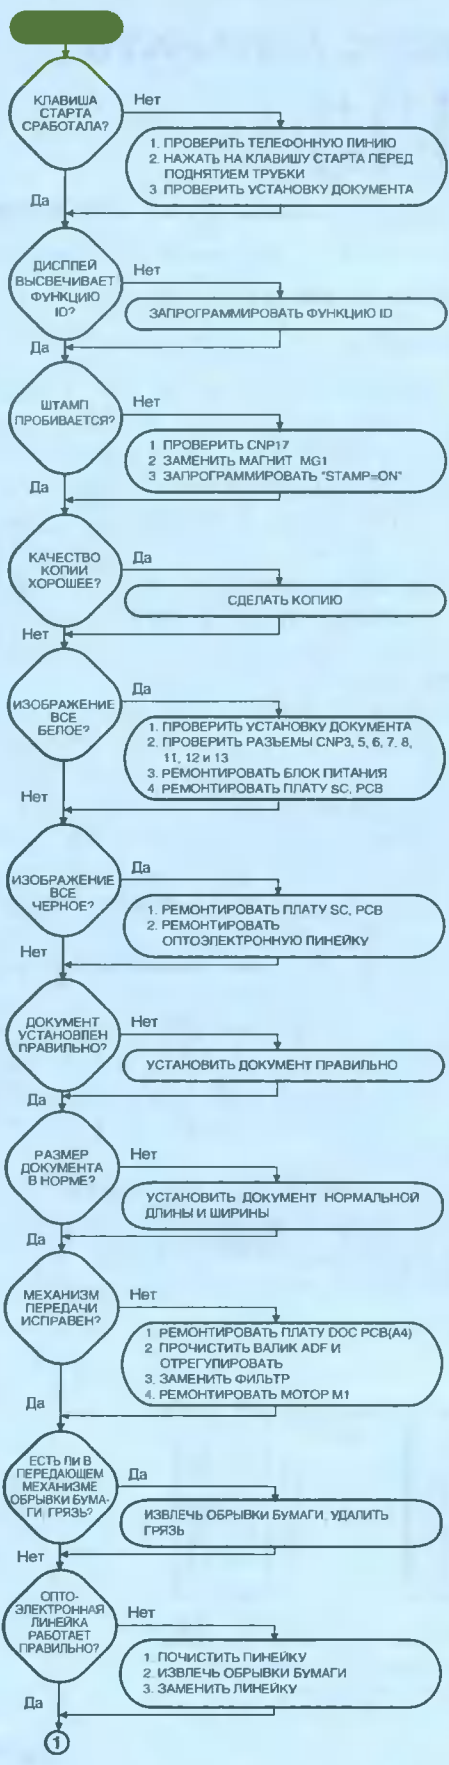 КЛАВИША
СТАРТА
СРАБОТАЛА?
Нет
1. ПРОВЕРИТЬ ТЕЛЕФОННУЮ ЛИНИЮ
2. НАЖАТЬ НА КЛАВИШУ СТАРТА ПЕРЕД
ПОДНЯТИЕМ ТРУБКИ
3 ПРОВЕРИТЬ УСТАНОВКУ ДОКУМЕНТА
Да
ДИСПЛЕЙ
ВЫСВЕЧИВАЕТ
ФУНКЦИЮ
ID?
Нет
ЗАПРОГРАММИРОВАТЬ ФУНКЦИЮ ID
Да
ШТАМП
ПРОБИВАЕТСЯ?
Нет
1 ПРОВЕРИТЬ CNP17
2 ЗАМЕНИТЬ МАГНИТ MG1
3 ЗАПРОГРАММИРОВАТЬ "STAMP=ON"
Да
КАЧЕСТВО
КОПИИ
ХОРОШЕЕ?
Да
СДЕЛАТЬ КОПИЮ
Нет
ИЗОБРАЖЕНИЕ
ВСЕ
БЕЛОЕ?
Да
1. ПРОВЕРИТЬ УСТАНОВКУ ДОКУМЕНТА
2. ПРОВЕРИТЬ РАЗЪЕМЫ CNP3, 5, 6, 7. 8,
11, 12 и 13
3. РЕМОНТИРОВАТЬ БЛОК ПИТАНИЯ
4 РЕМОНТИРОВАТЬ ПЛАТУ SC, PCB
Нет
ИЗОБРАЖЕНИЕ
ВСЕ
ЧЕРНОЕ?
Да
1. РЕМОНТИРОВАТЬ ПЛАТУ SC, PCB
2. РЕМОНТИРОВАТЬ
ОПТОЭЛЕКТРОННУЮ ЛИНЕЙКУ
Нет
ДОКУМЕНТ
УСТАНОВЛЕН
ПРАВИЛЬНО?
Нет
УСТАНОВИТЬ ДОКУМЕНТ ПРАВИЛЬНО
Да
РАЗМЕР
ДОКУМЕНТА
В НОРМЕ?
Нет
УСТАНОВИТЬ ДОКУМЕНТ НОРМАЛЬНОЙ
ДЛИНЫ И ШИРИНЫ
Да
МЕХАНИЗМ
ПЕРЕДАЧИ
ИСПРАВЕН?
Нет
1 РЕМОНТИРОВАТЬ ПЛАТУ DOC PCB(A4)
2 ПРОЧИСТИТЬ ВАЛИК ADF И
ОТРЕГУЛИРОВАТЬ
3. ЗАМЕНИТЬ ФИЛЬТР
4. РЕМОНТИРОВАТЬ МОТОР М1
Да
ЕСТЬ ЛИ В
ПЕРЕДАЮЩЕМ
МЕХАНИЗМЕ
ОБРЫВКИ БУМА-
ГИ, ГРЯЗЬ?
Да
ИЗВЛЕЧЬ ОБРЫВКИ БУМАГИ, УДАЛИТЬ
ГРЯЗЬ
Нет
ОПТО-
ЭЛЕКТРОННАЯ
ЛИНЕЙКА
РАБОТАЕТ
ПРАВИЛЬНО?
Нет
1. ПОЧИСТИТЬ ЛИНЕЙКУ
2. ИЗВЛЕЧЬ ОБРЫВКИ БУМАГИ
3. ЗАМЕНИТЬ ЛИНЕЙКУ
Да
1